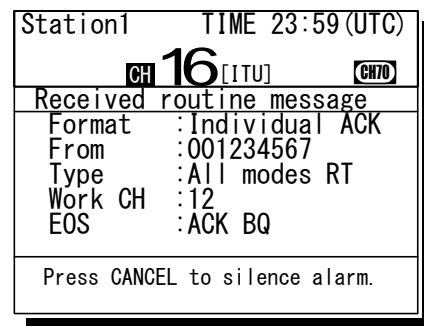 Station1 TIME 23:59(UTC)
CH 16 [ITU] CH70
Received routine message
Format :Individual ACK
From :001234567
Type :All modes RT
Work CH :12
EOS :ACK BQ
Press CANCEL to silence alarm.